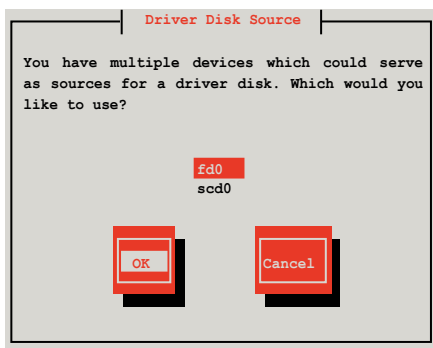 Driver Disk Source
You have multiple devices which could serve
as sources for a driver disk. Which would you
like to use?
fd0
scd0
OK
Cancel